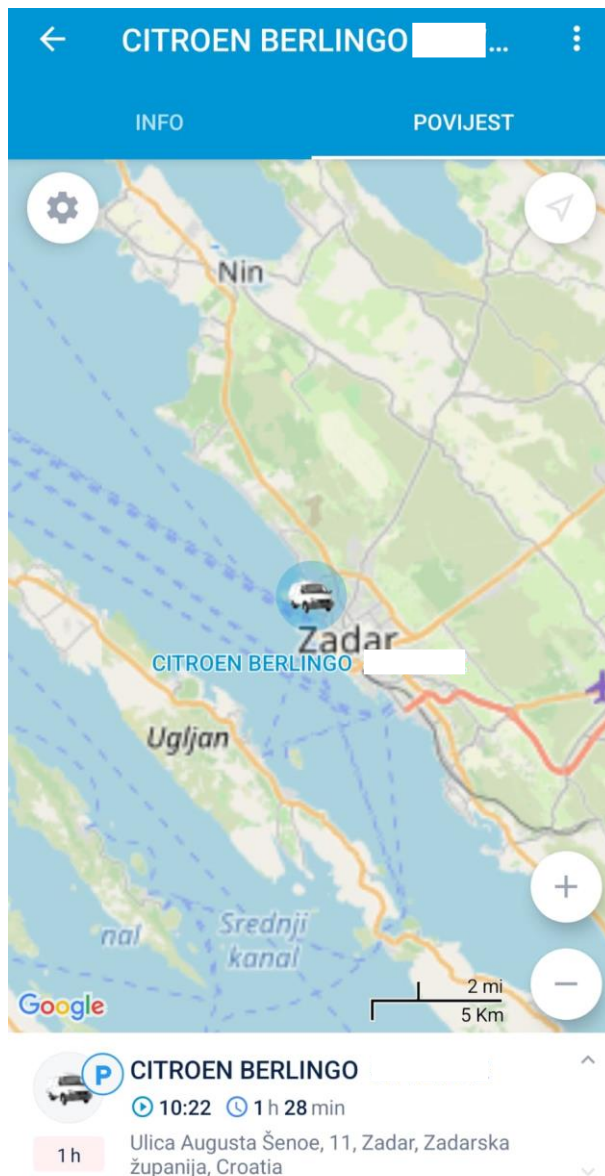 CITROEN BERLINGO ...
INFO
POVIJEST
Nin
Zadar
CITROEN BERLINGO
Ugljan
nal
Srednji
kanal
2 mi
5 Km
Google
P
CITROEN BERLINGO
10:22 1 h 28 min
1 h
Ulica Augusta Šenoe, 11, Zadar, Zadarska
županija, Croatia